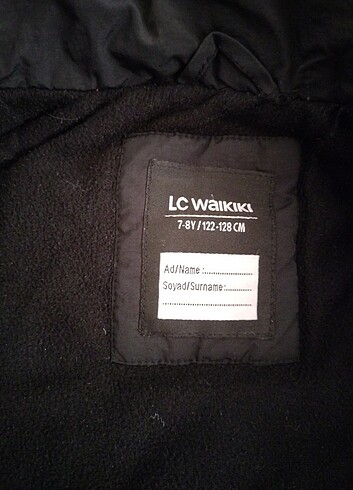 LC WAIKIKI
7-8Y / 122-128 CM
Ad/Name :....................
Soyad/Surname:...........
......................................